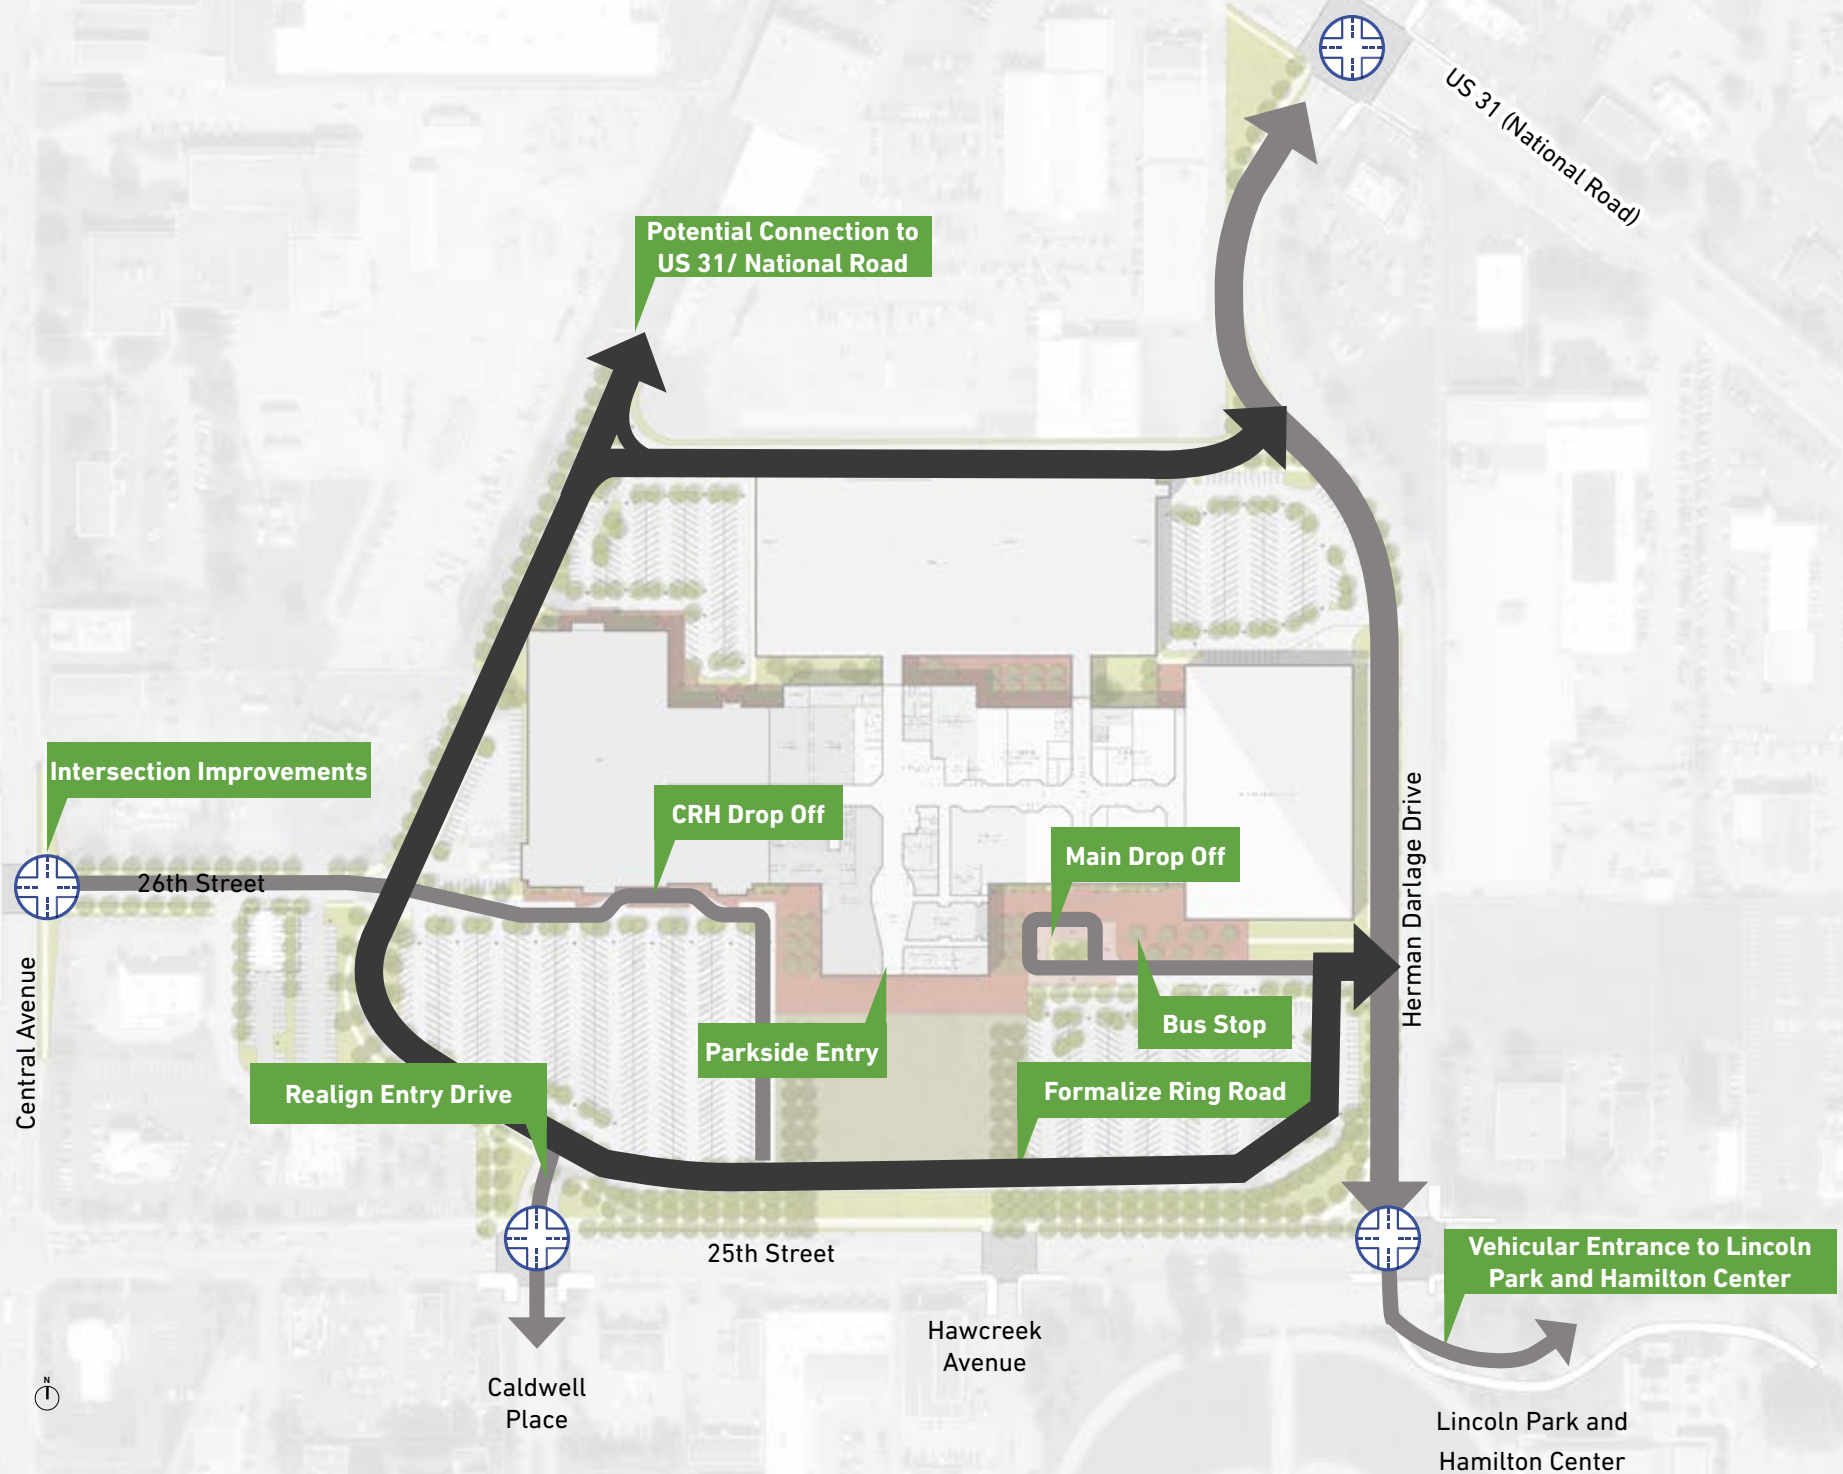 US 31 (National Road)
Potential Connection to
US 31/ National Road
Intersection Improvements
CRH Drop Off
Main Drop Off
26th Street
Herman Darlage Drive
Central Avenue
Bus Stop
Parkside Entry
Realign Entry Drive
Formalize Ring Road
25th Street
Vehicular Entrance to Lincoln
Park and Hamilton Center
Hawcreek
Avenue
N
Caldwell
Place
Lincoln Park and
Hamilton Center